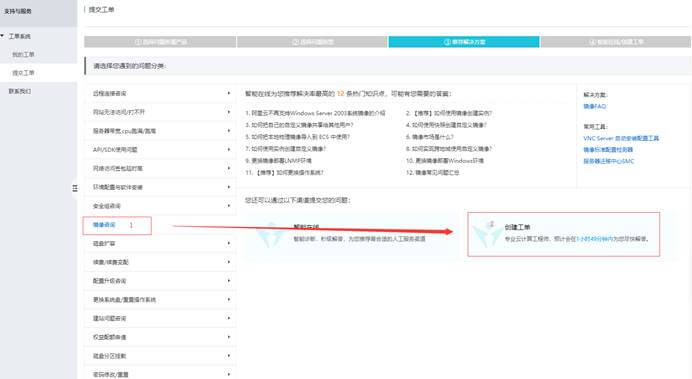 支持与服务
提交工单
工单系统
我的工单
提交工单
联系我们
① 选择问题所属产品
② 选择问题类型
③ 推荐解决方案
④ 智能在线/创建工单
请选择您遇到的问题分类:
远程连接咨询
网站无法访问/打不开
服务器带宽,cpu跑满/跑高
API/SDK使用问题
网络访问丢包延时高
环境配置与软件安装
安全组咨询
镜像咨询
1
磁盘扩容
续费/续费变配
配置升级咨询
更换系统盘/重置操作系统
建站问题咨询
权益配额申请
磁盘分区挂载
密码修改/重置
智能在线为您推荐解决率最高的 12 条热门知识点,可能有您需要的答案:
1. 阿里云不再支持Windows Server 2003系统镜像的介绍
2. 【推荐】如何使用镜像创建实例?
3. 如何把自己的自定义镜像共享给其他用户?
4. 如何使用快照创建自定义镜像?
5. 如何把本地物理镜像导入到 ECS 中使用?
6. 镜像市场是什么?
7. 如何使用实例创建自定义镜像?
8. 如何实现跨地域使用自定义镜像?
9. 更换镜像部署LNMP环境
10. 更换镜像部署Windows环境
11. 【推荐】如何更换操作系统?
12. 镜像常见问题汇总
解决方案:
镜像FAQ
常用工具:
VNC Server 自动安装配置工具
镜像标准配置检测器
服务器迁移中心SMC
您还可以通过以下渠道提交您的问题:
智能在线
智能诊断、秒级解答,为您推荐最合适的人工服务渠道
2
创建工单
专业云计算工程师,预计会在1小时49分钟内为您尽快解答。